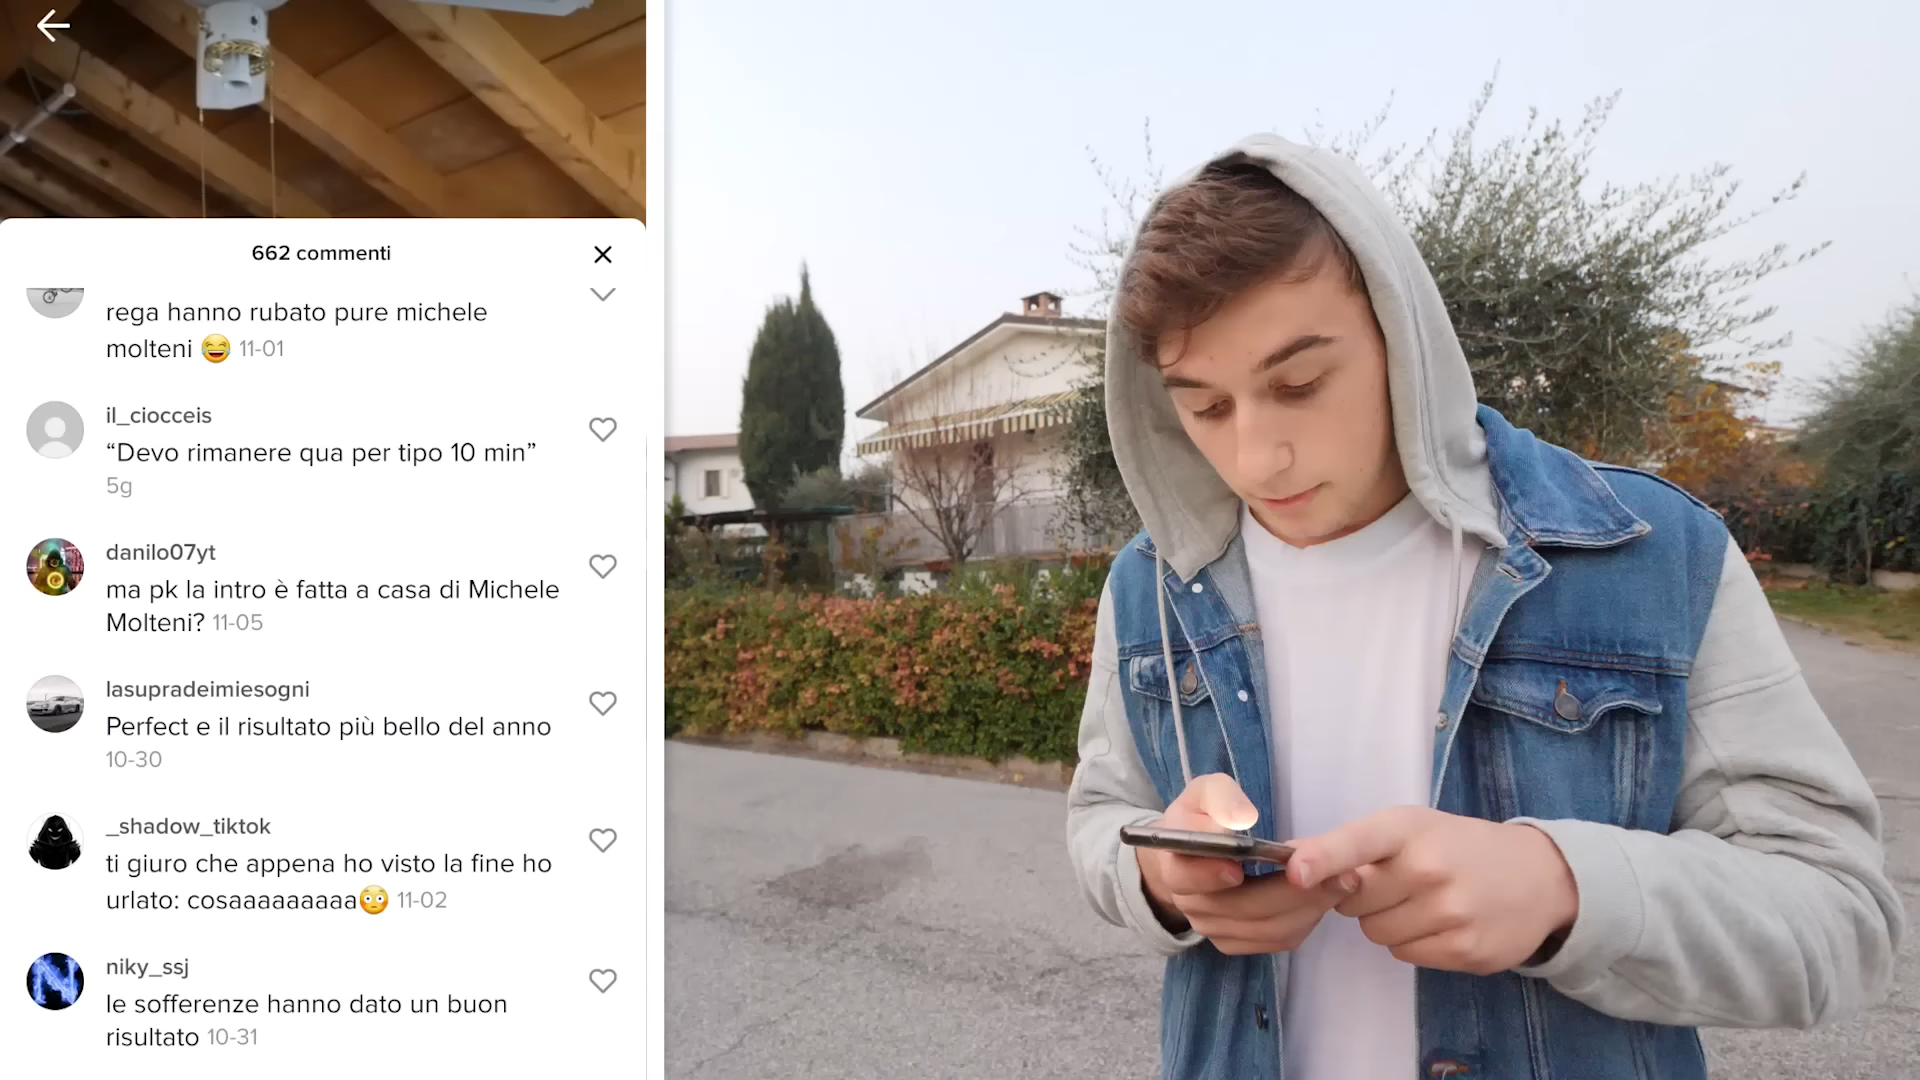 662 commenti
rega hanno rubato pure michele
molteni 😂 11-01
il_ciocceis
“Devo rimanere qua per tipo 10 min”
5g
danilo07yt
ma pk la intro è fatta a casa di Michele
Molteni? 11-05
lasupradeimiesogni
Perfect e il risultato più bello del anno
10-30
_shadow_tiktok
ti giuro che appena ho visto la fine ho
urlato: cosaaaaaaaaa😳 11-02
niky_ssj
le sofferenze hanno dato un buon
risultato 10-31